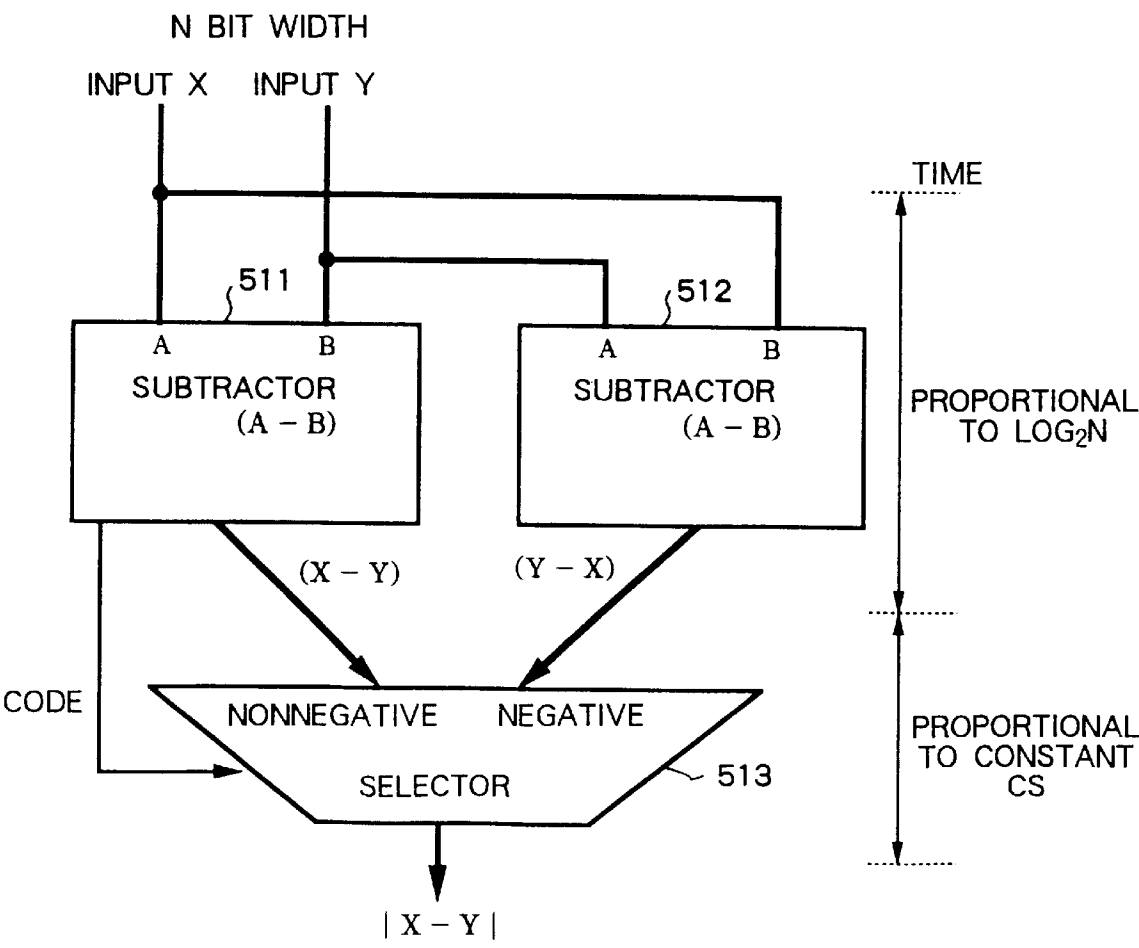 N BIT WIDTH
INPUT X INPUT Y
TIME
511
512
A B
A B
SUBTRACTOR
(A – B)
SUBTRACTOR
(A – B)
PROPORTIONAL
TO LOG₂N
(X – Y)
(Y – X)
CODE
NONNEGATIVE NEGATIVE
SELECTOR
513
PROPORTIONAL
TO CONSTANT
CS
| X – Y |